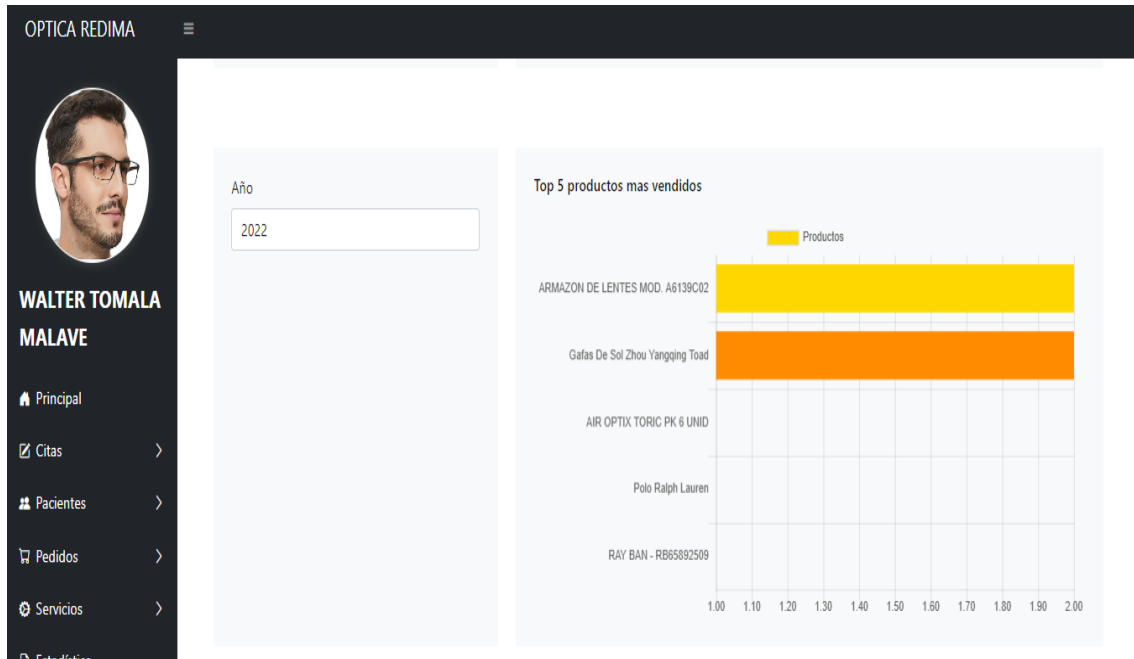 OPTICA REDIMA
WALTER TOMALA
MALAVE
Principal
Citas
Pacientes
Pedidos
Servicios
Estadística
Año
2022
Top 5 productos mas vendidos
Productos
ARMAZON DE LENTES MOD. A6139C02
Gafas De Sol Zhou Yangqing Toad
AIR OPTIX TORIC PK 6 UNID
Polo Ralph Lauren
RAY BAN - RB65892509
1.00 1.10 1.20 1.30 1.40 1.50 1.60 1.70 1.80 1.90 2.00